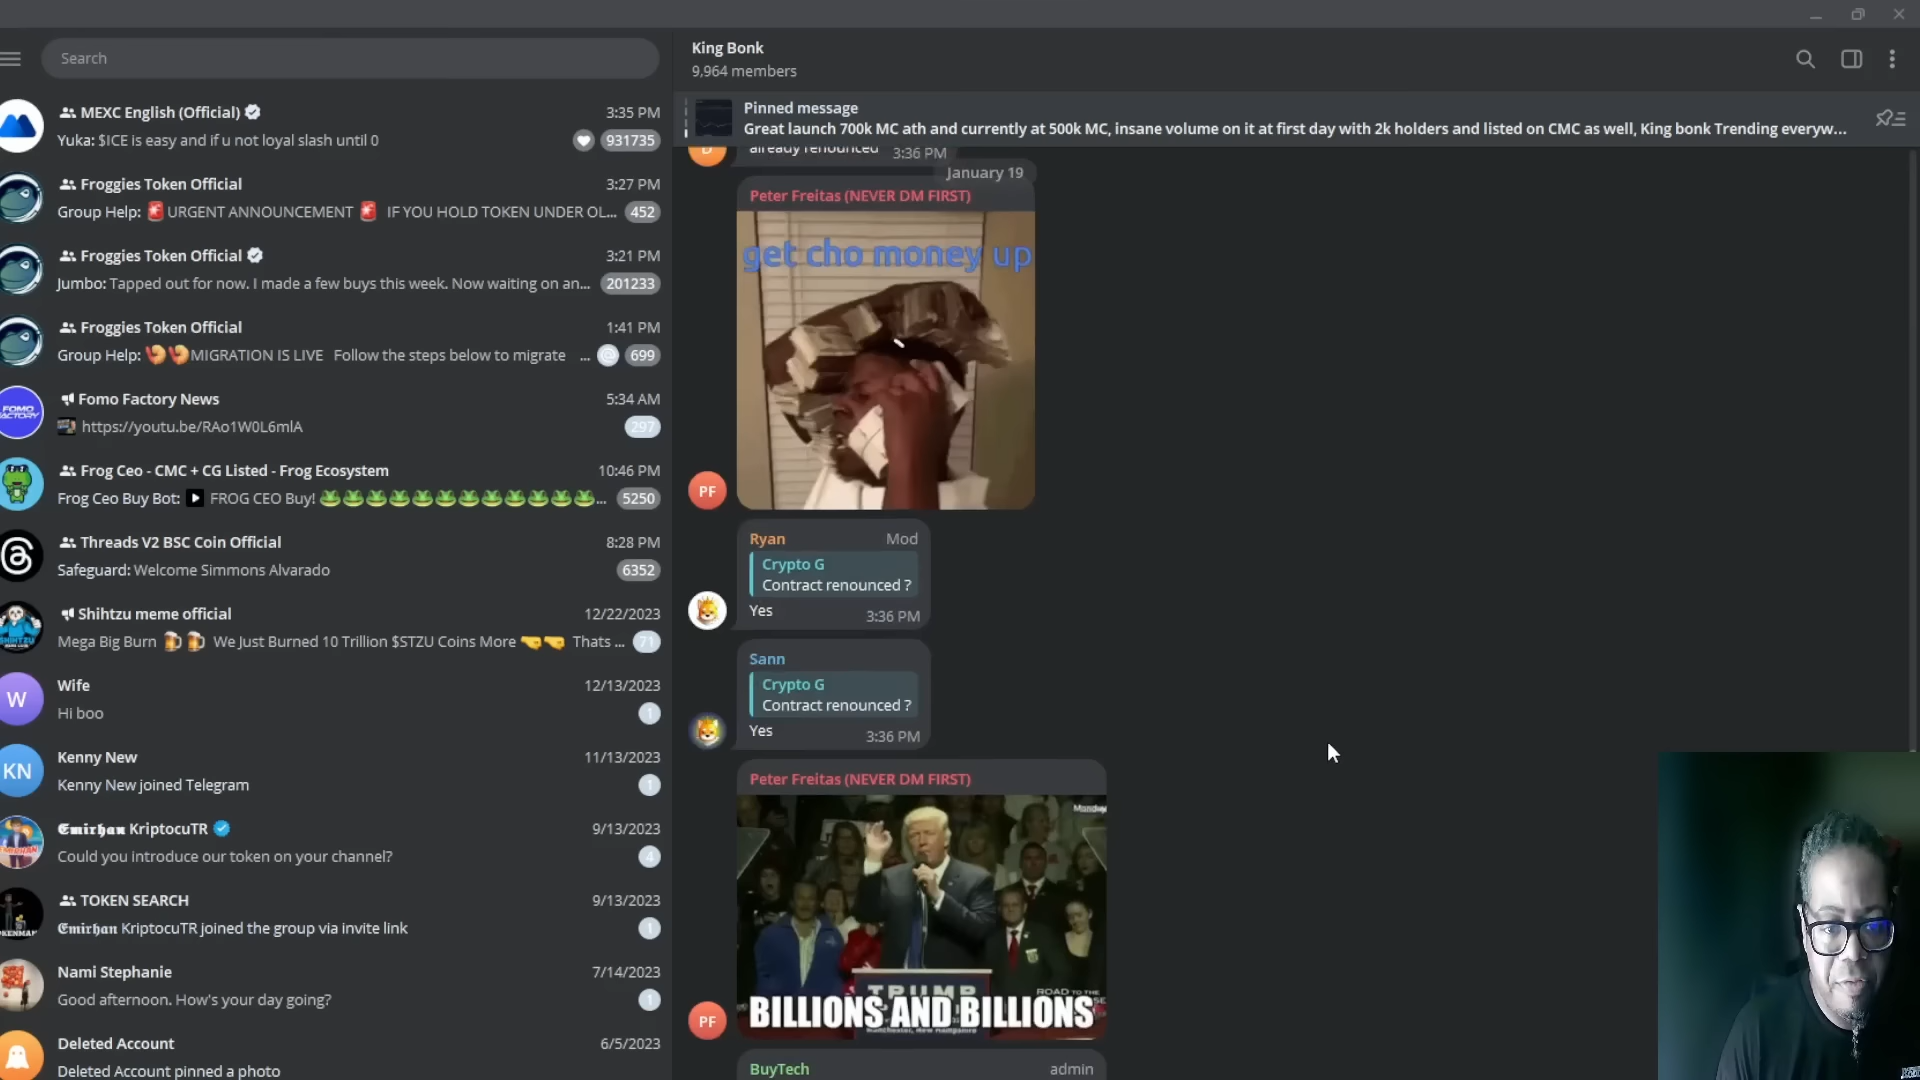 Search
MEXC English (Official)
3:35 PM
Yuka: $ICE is easy and if u not loyal slash until 0
931735
Froggies Token Official
3:27 PM
Group Help: 🚨URGENT ANNOUNCEMENT 🚨 IF YOU HOLD TOKEN UNDER OL...
452
Froggies Token Official
3:21 PM
Jumbo: Tapped out for now. I made a few buys this week. Now waiting on an...
201233
Froggies Token Official
1:41 PM
Group Help: 🍤🍤MIGRATION IS LIVE Follow the steps below to migrate ...
@ 699
FOMO
FACTORY
Fomo Factory News
5:34 AM
https://youtu.be/RAo1W0L6mlA
297
Frog Ceo - CMC + CG Listed - Frog Ecosystem
10:46 PM
Frog Ceo Buy Bot: ▶ FROG CEO Buy! 🐸🐸🐸🐸🐸🐸🐸🐸🐸🐸🐸🐸...
5250
Threads V2 BSC Coin Official
8:28 PM
Safeguard: Welcome Simmons Alvarado
6352
Shihtzu meme official
12/22/2023
Mega Big Burn 🍻🍻 We Just Burned 10 Trillion $STZU Coins More 🤜🤛 Thats ...
71
W
Wife
12/13/2023
Hi boo
1
KN
Kenny New
11/13/2023
Kenny New joined Telegram
1
𝕰𝖒𝖎𝖗𝖍𝖆𝖓 KriptocuTR
9/13/2023
Could you introduce our token on your channel?
4
TOKEN SEARCH
9/13/2023
𝕰𝖒𝖎𝖗𝖍𝖆𝖓 KriptocuTR joined the group via invite link
1
Nami Stephanie
7/14/2023
Good afternoon. How's your day going?
1
Deleted Account
6/5/2023
Deleted Account pinned a photo
King Bonk
9,964 members
Pinned message
Great launch 700k MC ath and currently at 500k MC, insane volume on it at first day with 2k holders and listed on CMC as well, King bonk Trending everyw...
already renounced 3:36 PM
January 19
Peter Freitas (NEVER DM FIRST)
get cho money up
PF
Ryan
Mod
Crypto G
Contract renounced ?
Yes
3:36 PM
Sann
Crypto G
Contract renounced ?
Yes
3:36 PM
Peter Freitas (NEVER DM FIRST)
TRUMP
ROAD TO THE
BILLIONS AND BILLIONS
Manchester, New Hampshire
PF
BuyTech
admin